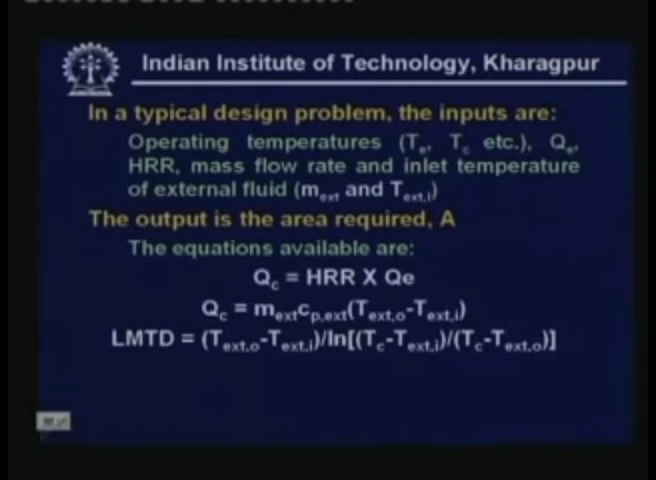 Indian Institute of Technology, Kharagpur
In a typical design problem, the inputs are:
Operating temperatures (Te, Tc etc.), Qe,
HRR, mass flow rate and inlet temperature
of external fluid (mext and Text,i)
The output is the area required, A
The equations available are:
Qc = HRR X Qe
Qc = mextcp,ext(Text,o-Text,i)
LMTD = (Text,o-Text,i)/ln[(Tc-Text,i)/(Tc-Text,o)]